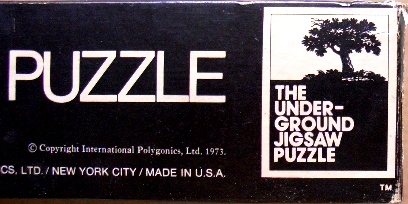 PUZZLE
© Copyright International Polygonics, Ltd. 1973.
CS, LTD. / NEW YORK CITY / MADE IN U.S.A.
THE
UNDER-
GROUND
JIGSAW
PUZZLE
TM